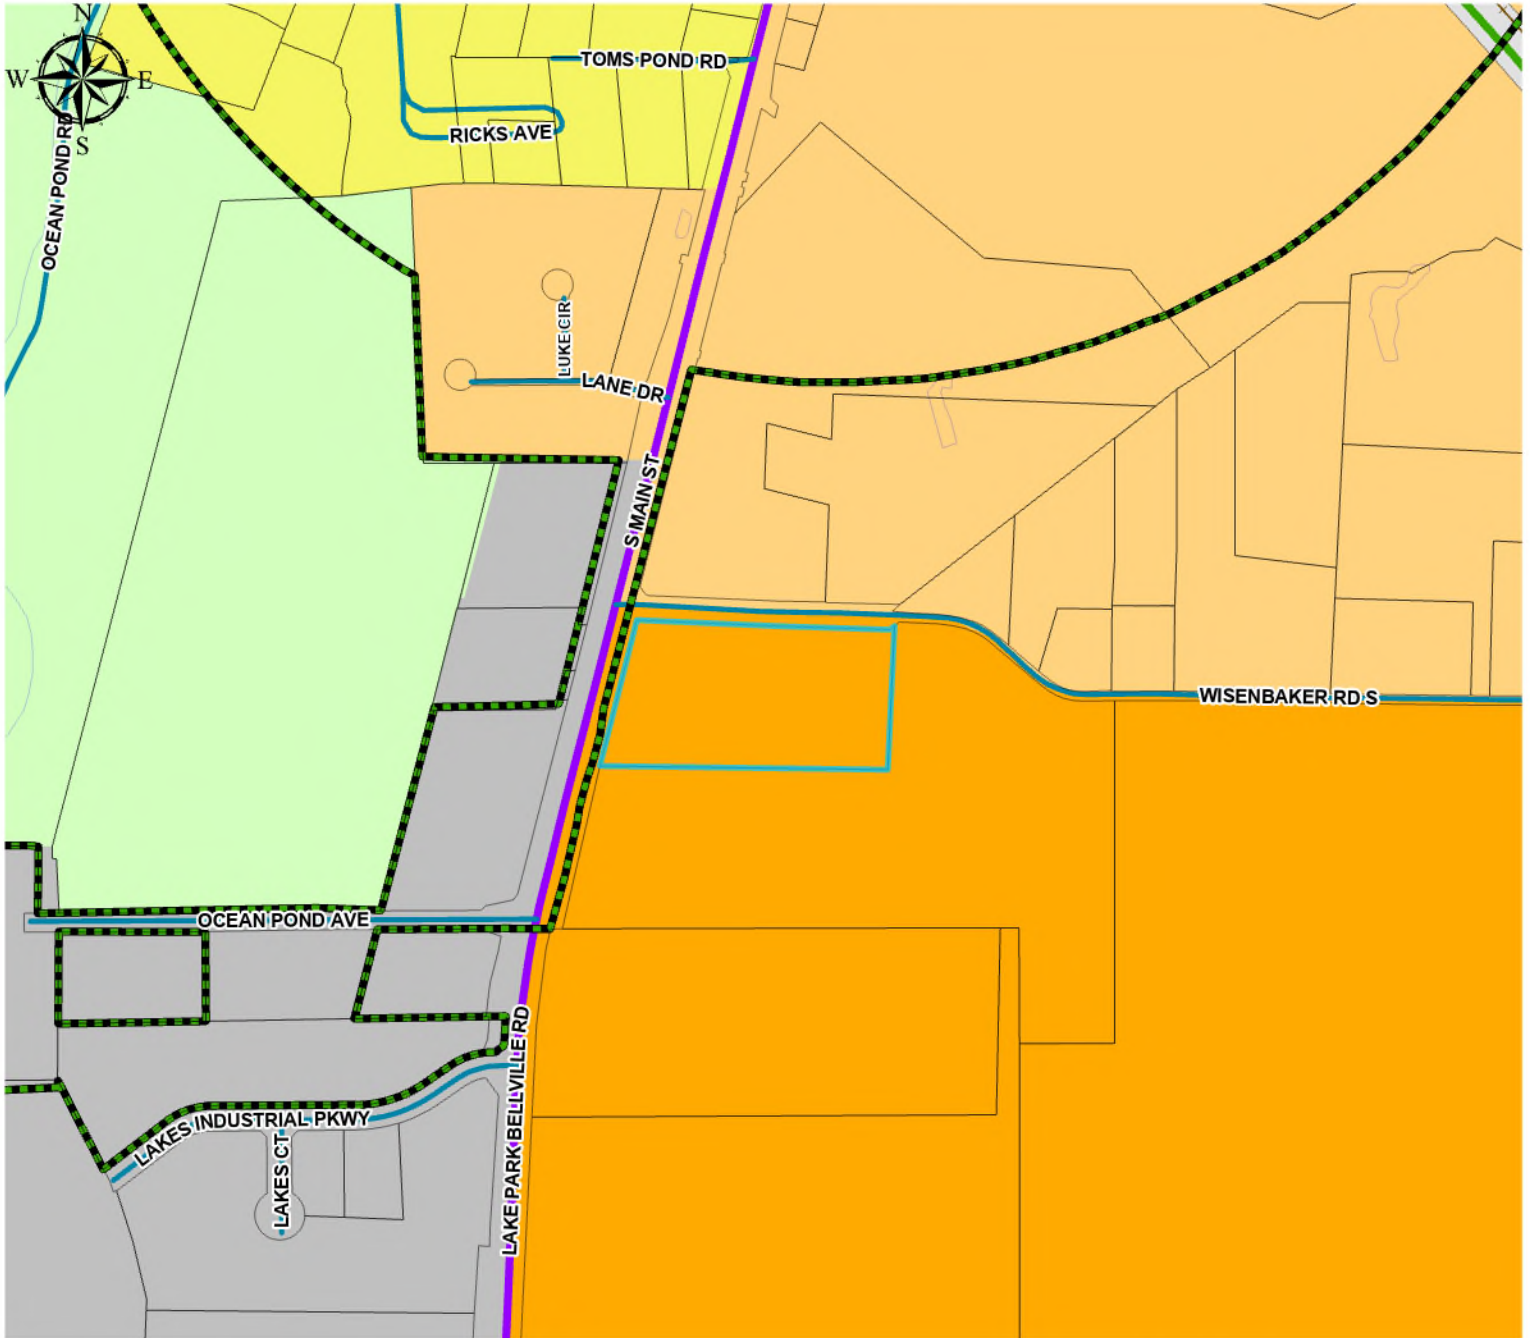 N
W E
S
TOMS POND RD
RICKS AVE
OCEAN POND RD
LUKE CIR
LANE DR
S MAIN ST
WISENBAKER RD S
OCEAN POND AVE
LAKE PARK BELLVILLE RD
LAKES INDUSTRIAL PKWY
LAKES CT